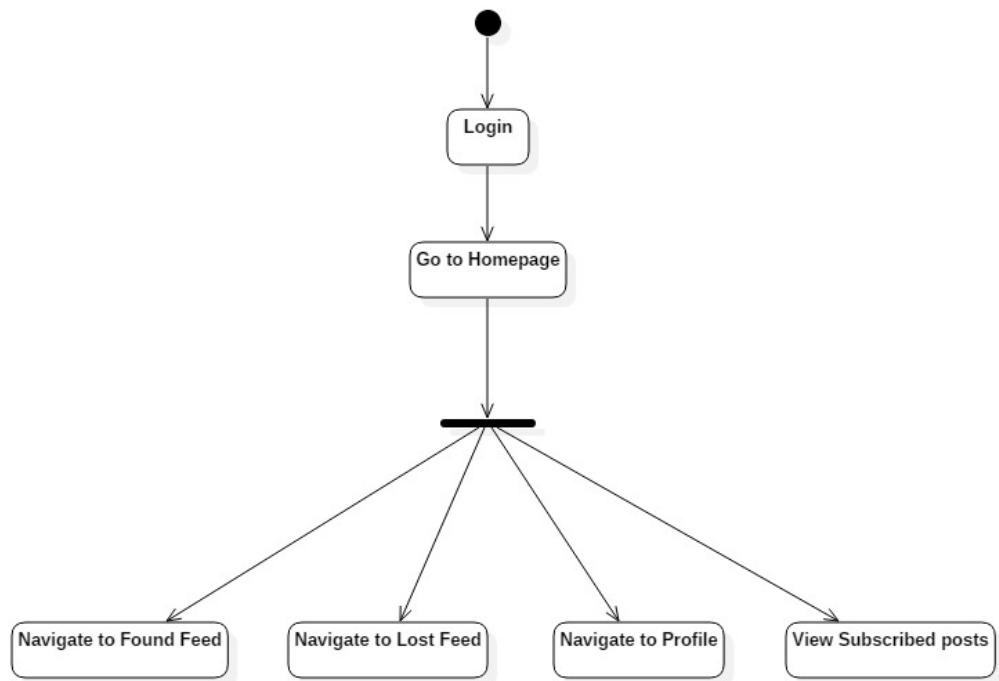 Login
Go to Homepage
Navigate to Found Feed
Navigate to Lost Feed
Navigate to Profile
View Subscribed posts